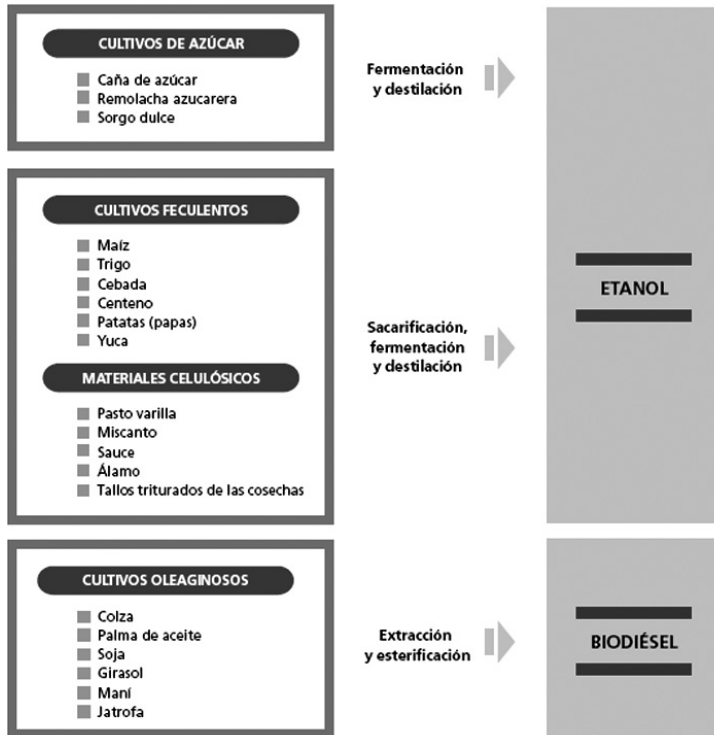 CULTIVOS DE AZÚCAR
Caña de azúcar
Remolacha azucarera
Sorgo dulce
Fermentación
y destilación
CULTIVOS FECULENTOS
Maíz
Trigo
Cebada
Centeno
Patatas (papas)
Yuca
MATERIALES CELULÓSICOS
Pasto varilla
Miscanto
Sauce
Álamo
Tallos triturados de las cosechas
Sacarificación,
fermentación
y destilación
ETANOL
CULTIVOS OLEAGINOSOS
Colza
Palma de aceite
Soja
Girasol
Maní
Jatrofa
Extracción
y esterificación
BIODIÉSEL